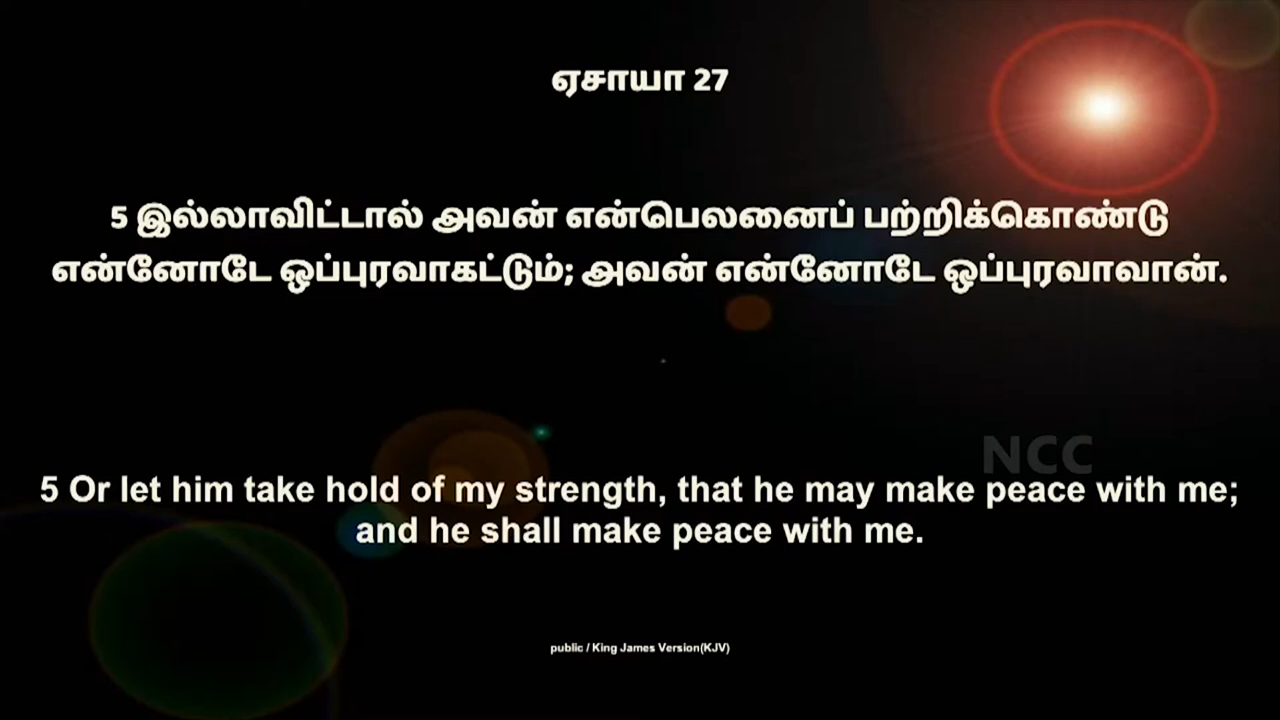 ஏசாயா 27
5 இல்லாவிட்டால் அவன் என்பெலனைப் பற்றிக்கொண்டு
என்னோடே ஒப்புரவாகட்டும்; அவன் என்னோடே ஒப்புரவாவான்.
NCC
5 Or let him take hold of my strength, that he may make peace with me;
and he shall make peace with me.
public / King James Version(KJV)